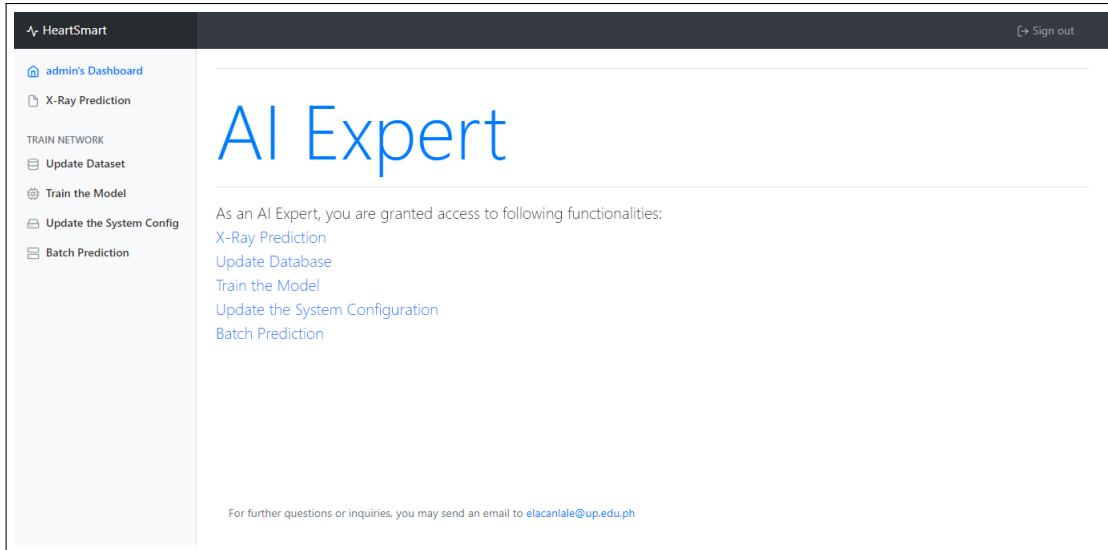 HeartSmart
Sign out
admin's Dashboard
X-Ray Prediction
TRAIN NETWORK
Update Dataset
Train the Model
Update the System Config
Batch Prediction
AI Expert
As an AI Expert, you are granted access to following functionalities:
X-Ray Prediction
Update Database
Train the Model
Update the System Configuration
Batch Prediction
For further questions or inquiries, you may send an email to elacanlale@up.edu.ph